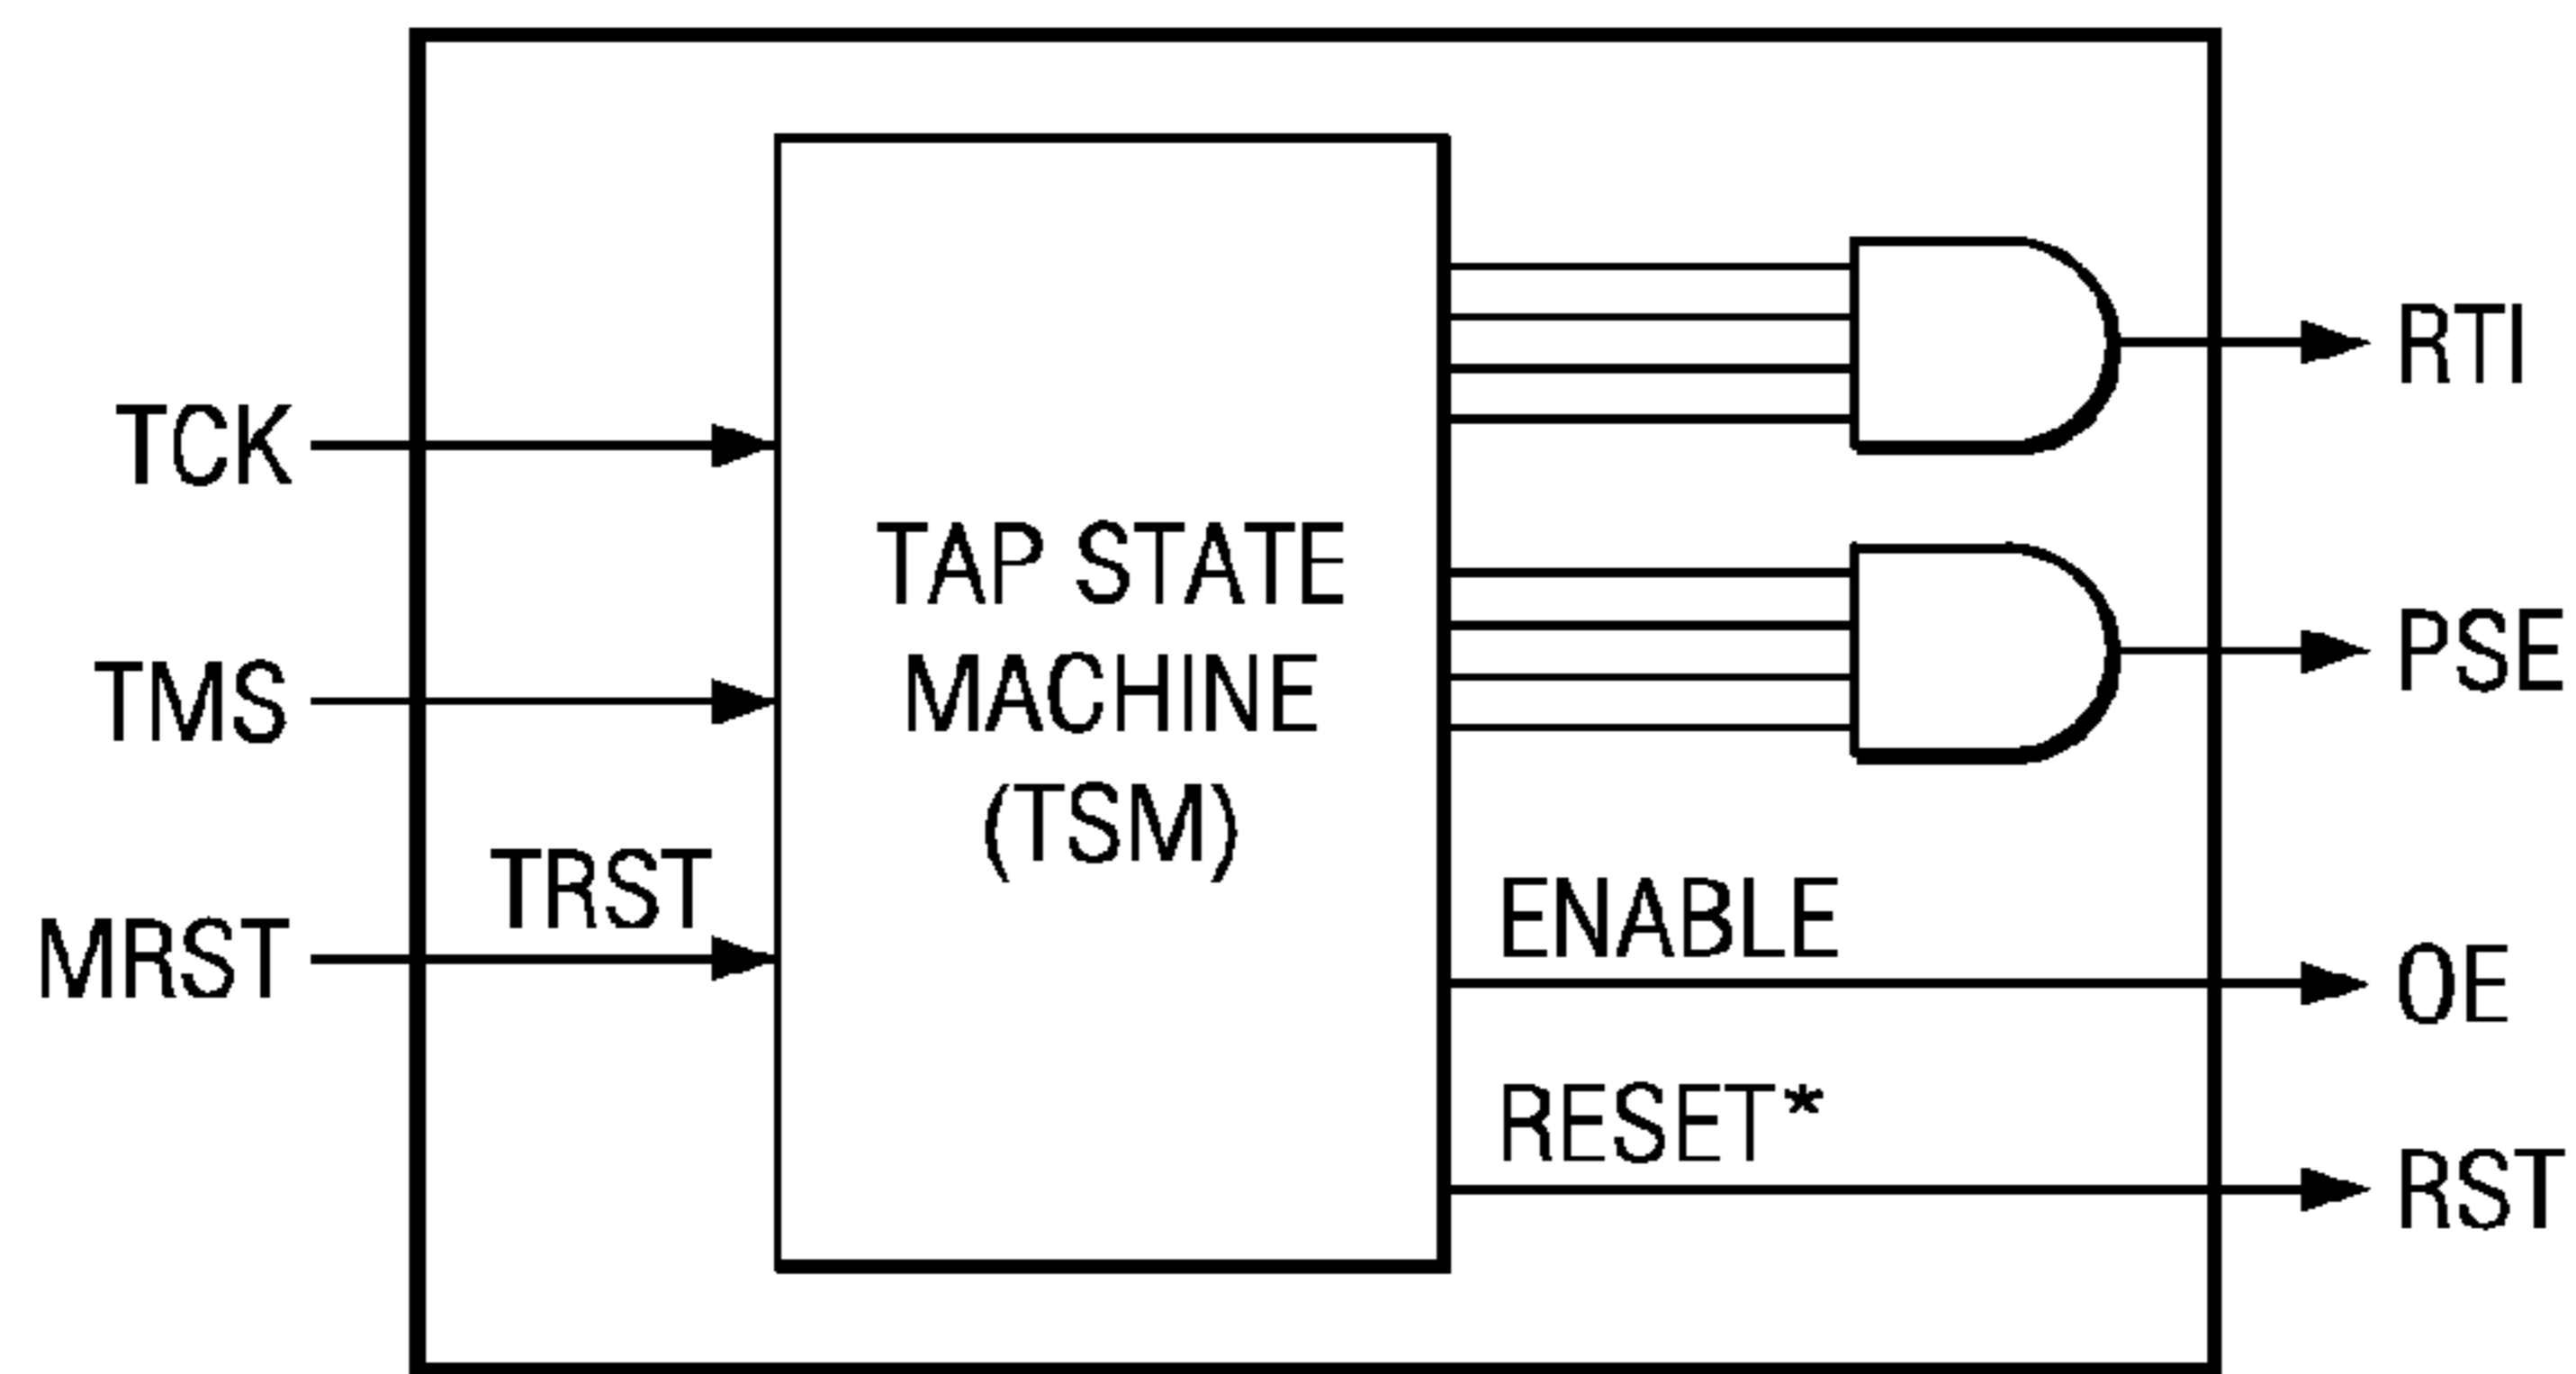 TCK
TMS
MRST
TRST
TAP STATE
MACHINE
(TSM)
ENABLE
RESET*
RTI
PSE
OE
RST